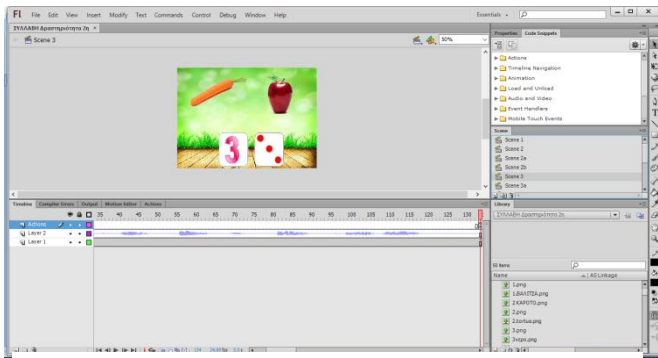 Fl File Edit View Insert Modify Text Commands Control Debug Window Help Essentials
ΣΥΛΛΑΒΗ Δραστηριότητα 2η
Scene 3 50%
Properties Code Snippets
Actions
Timeline Navigation
Animation
Load and Unload
Audio and Video
Event Handlers
Mobile Touch Events
Scene
Scene 1
Scene 2
Scene 2a
Scene 2b
Scene 3
Scene 3a
3
Timeline Compiler Errors Output Motion Editor Actions
35 40 45 50 55 60 65 70 75 80 85 90 95 100 105 110 115 120 125 130
Actions
Layer 2
Layer 1
Library
ΣΥΛΛΑΒΗ Δραστηριότητα 2η
Name AS Linkage
1.png
1.ΒΑΛΙΤΣΑ.png
2.ΚΑΡΟΤΟ.png
2.png
3.png